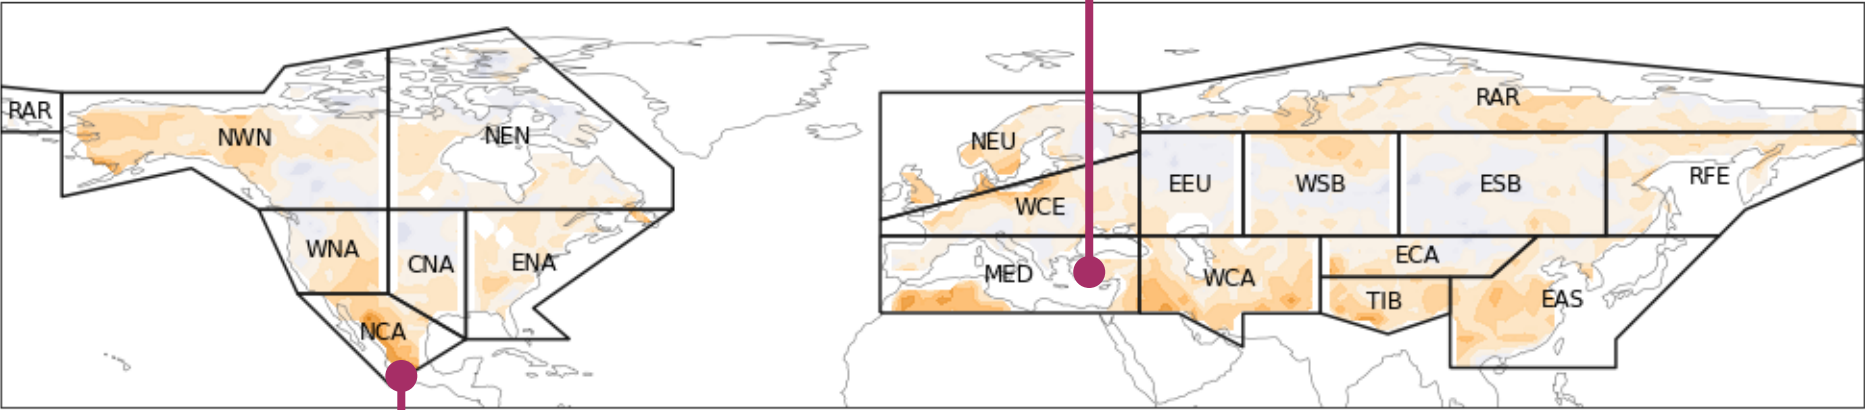 RAR
NWN
NEN
WNA
CNA
ENA
NCA
NEU
WCE
MED
RAR
EEU
WSB
ESB
RFE
WCA
ECA
TIB
EAS